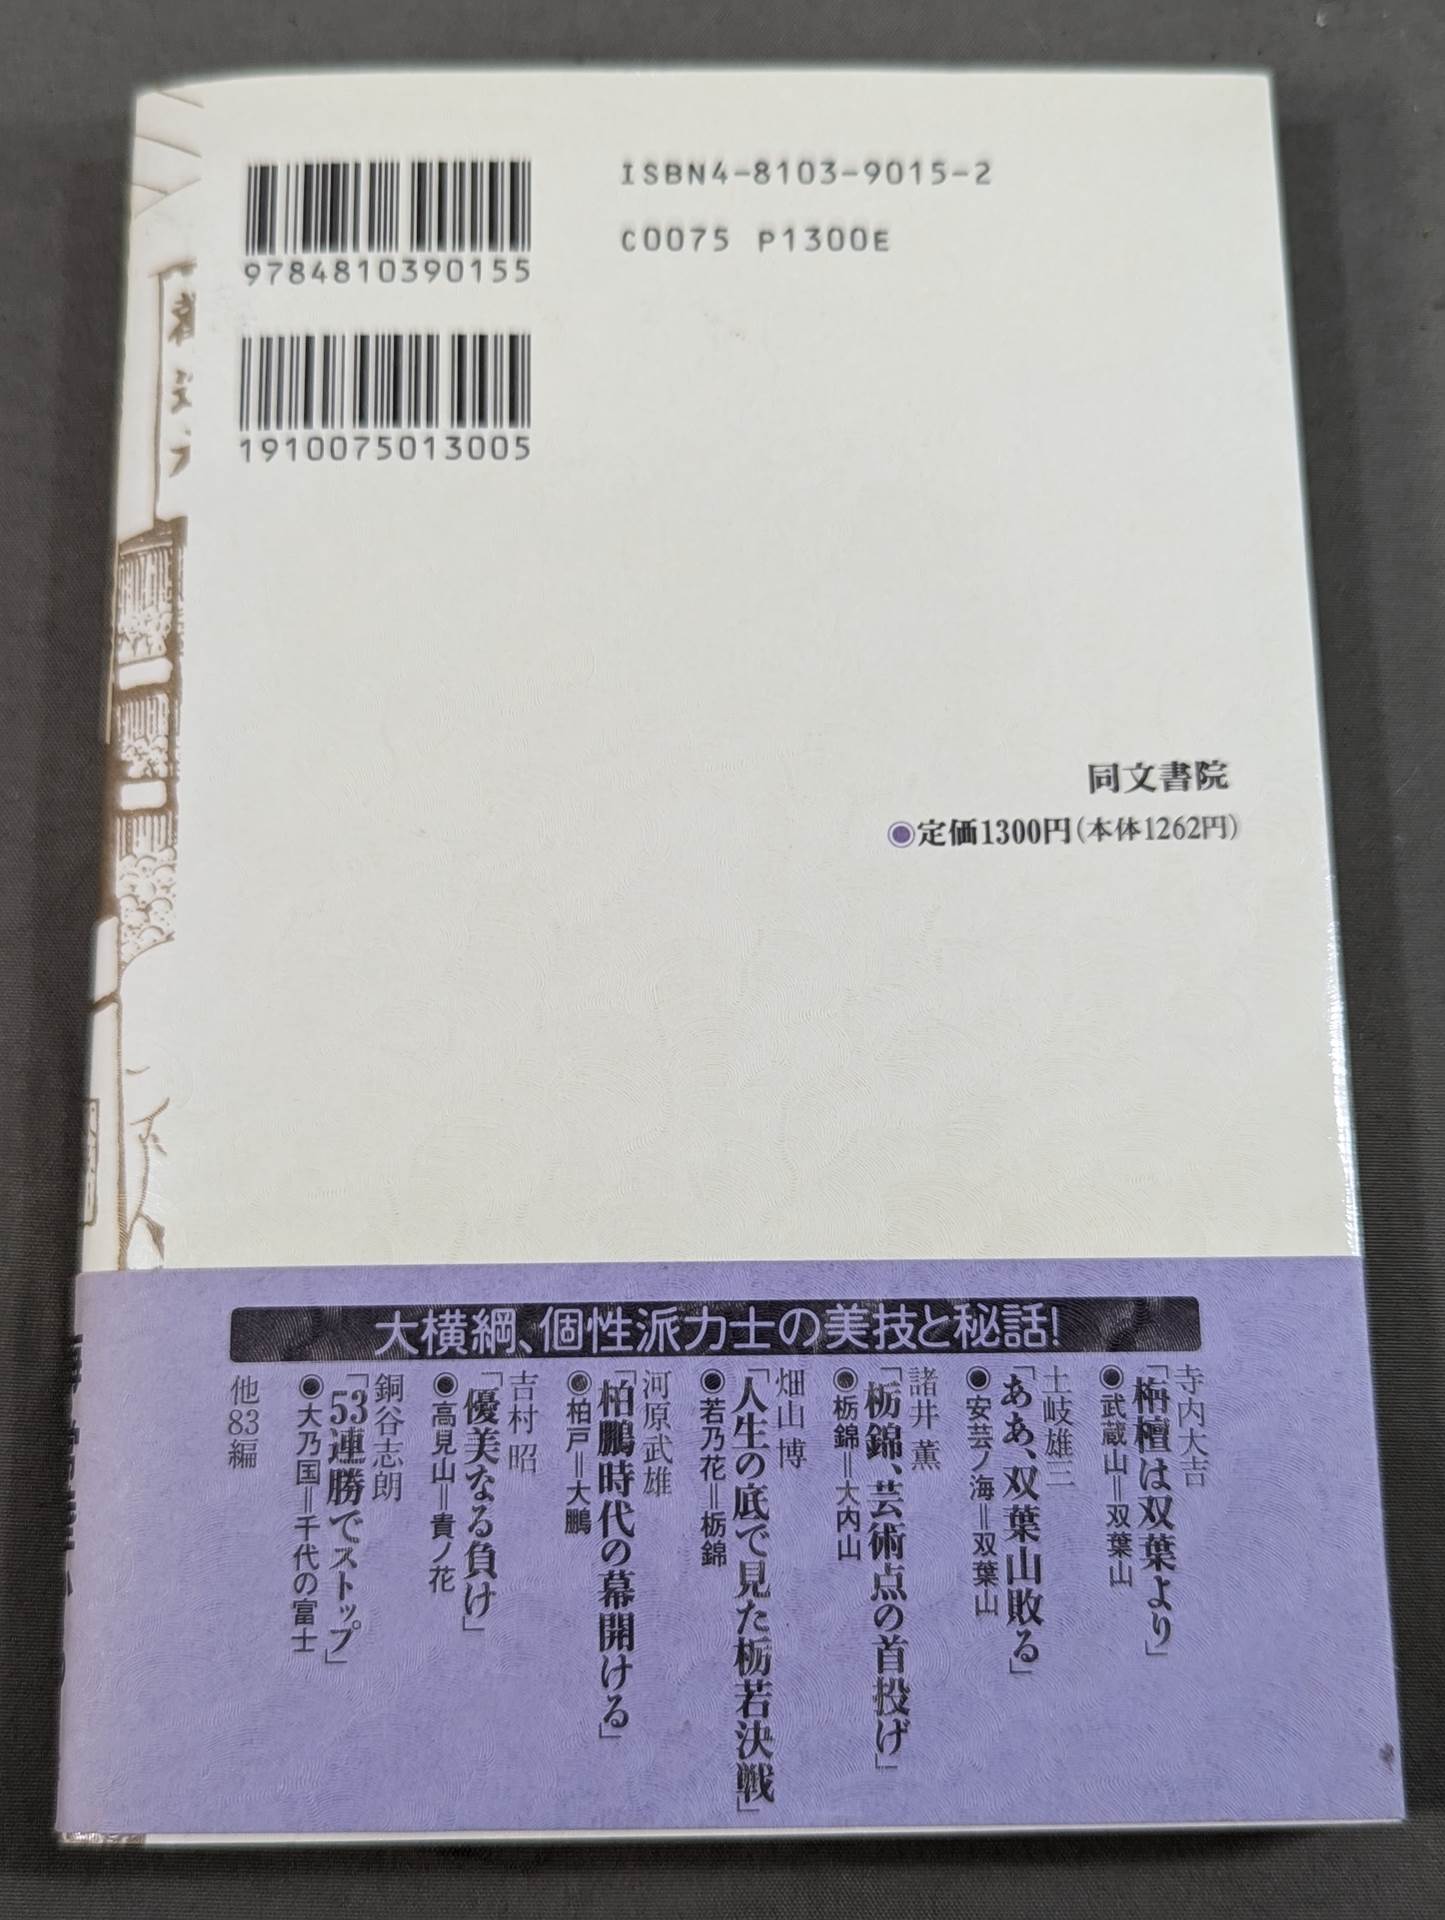 ISBN4-8103-9015-2
C0075 P1300E
9784810390155
1910075013005
同文書院
●定価1300円(本体1262円)
大横綱、個性派力士の美技と秘話!
寺内大吉
「栴檀は双葉より」
●武蔵山=双葉山
土岐雄三
「ああ、双葉山敗る」
●安芸ノ海=双葉山
諸井 薫
「栃錦、芸術点の首投げ」
●栃錦=大内山
畑山 博
「人生の底で見た栃若決戦」
●若乃花=栃錦
河原武雄
「柏鵬時代の幕開ける」
●柏戸=大鵬
吉村 昭
「優美なる負け」
●高見山=貴ノ花
銅谷志朗
「53連勝でストップ」
●大乃国=千代の富士
他83編